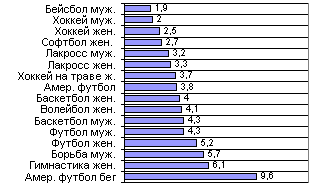 Бейсбол муж. 1,9
Хоккей муж. 2
Хоккей жен. 2,5
Софтбол жен. 2,7
Лакросс муж. 3,2
Лакросс жен. 3,3
Хоккей на траве ж. 3,7
Амер. футбол 3,8
Баскетбол жен. 4
Волейбол жен. 4,1
Баскетбол муж. 4,3
Футбол муж. 4,3
Футбол жен. 5,2
Борьба муж. 5,7
Гимнастика жен. 6,1
Амер. футбол бег 9,6